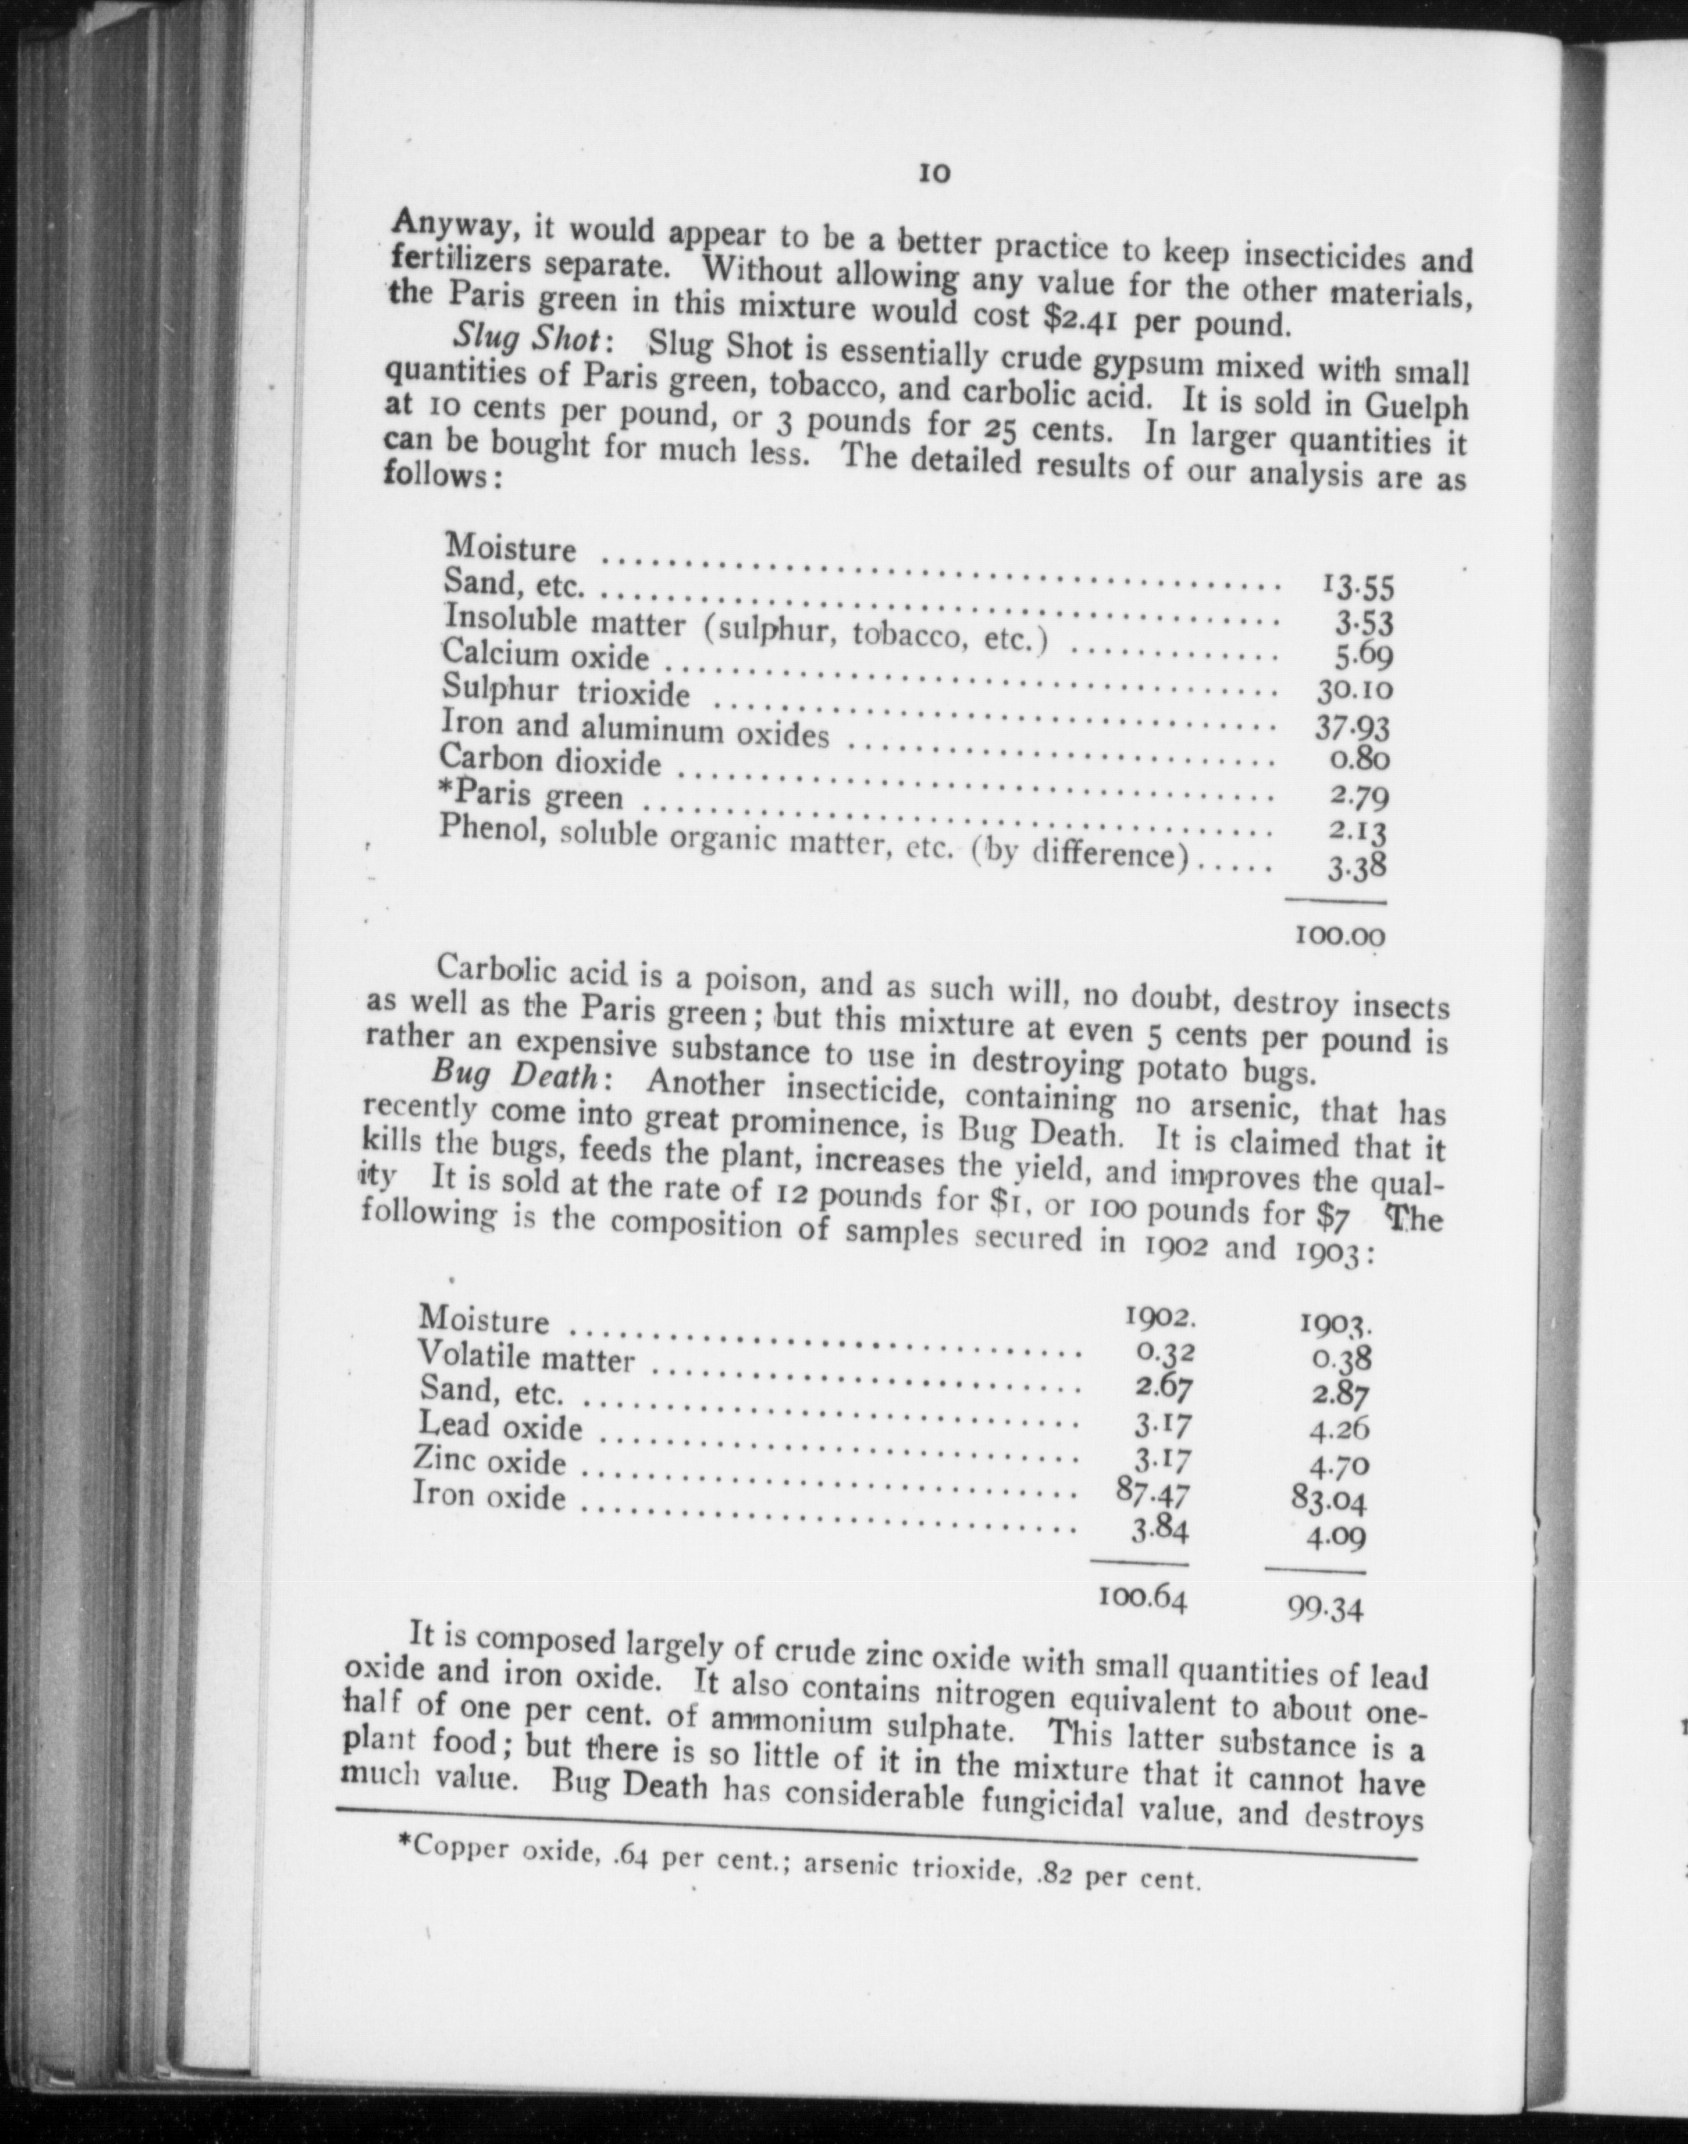 10
Anyway, it would appear to be a better practice to keep insecticides and
fertilizers separate. Without allowing any value for the other materials,
the Paris green in this mixture would cost $2.41 per pound.
Slug Shot: Slug Shot is essentially crude gypsum mixed with small
quantities of Paris green, tobacco, and carbolic acid. It is sold in Guelph
at 10 cents per pound, or 3 pounds for 25 cents. In larger quantities it
can be bought for much less. The detailed results of our analysis are as
follows:
Moisture ........................................ 13.55
Sand, etc. ........................................ 3.53
Insoluble matter (sulphur, tobacco, etc.) ............. 5.69
Calcium oxide ..................................... 30.10
Sulphur trioxide .................................. 37.93
Iron and aluminum oxides .......................... 0.80
Carbon dioxide .................................... 2.79
*Paris green ...................................... 2.13
Phenol, soluble organic matter, etc. (by difference)..... 3.38
100.00
Carbolic acid is a poison, and as such will, no doubt, destroy insects
as well as the Paris green; but this mixture at even 5 cents per pound is
rather an expensive substance to use in destroying potato bugs.
Bug Death: Another insecticide, containing no arsenic, that has
recently come into great prominence, is Bug Death. It is claimed that it
kills the bugs, feeds the plant, increases the yield, and improves the qual-
ity It is sold at the rate of 12 pounds for $1, or 100 pounds for $7 The
following is the composition of samples secured in 1902 and 1903:
1902. 1903.
Moisture ............................... 0.32 0.38
Volatile matter .......................... 2.67 2.87
Sand, etc. .............................. 3.17 4.26
Lead oxide ............................. 3.17 4.70
Zinc oxide .............................. 87.47 83.04
Iron oxide .............................. 3.84 4.09
100.64 99.34
It is composed largely of crude zinc oxide with small quantities of lead
oxide and iron oxide. It also contains nitrogen equivalent to about one-
half of one per cent. of ammonium sulphate. This latter substance is a
plant food; but there is so little of it in the mixture that it cannot have
much value. Bug Death has considerable fungicidal value, and destroys
*Copper oxide, .64 per cent.; arsenic trioxide, .82 per cent.